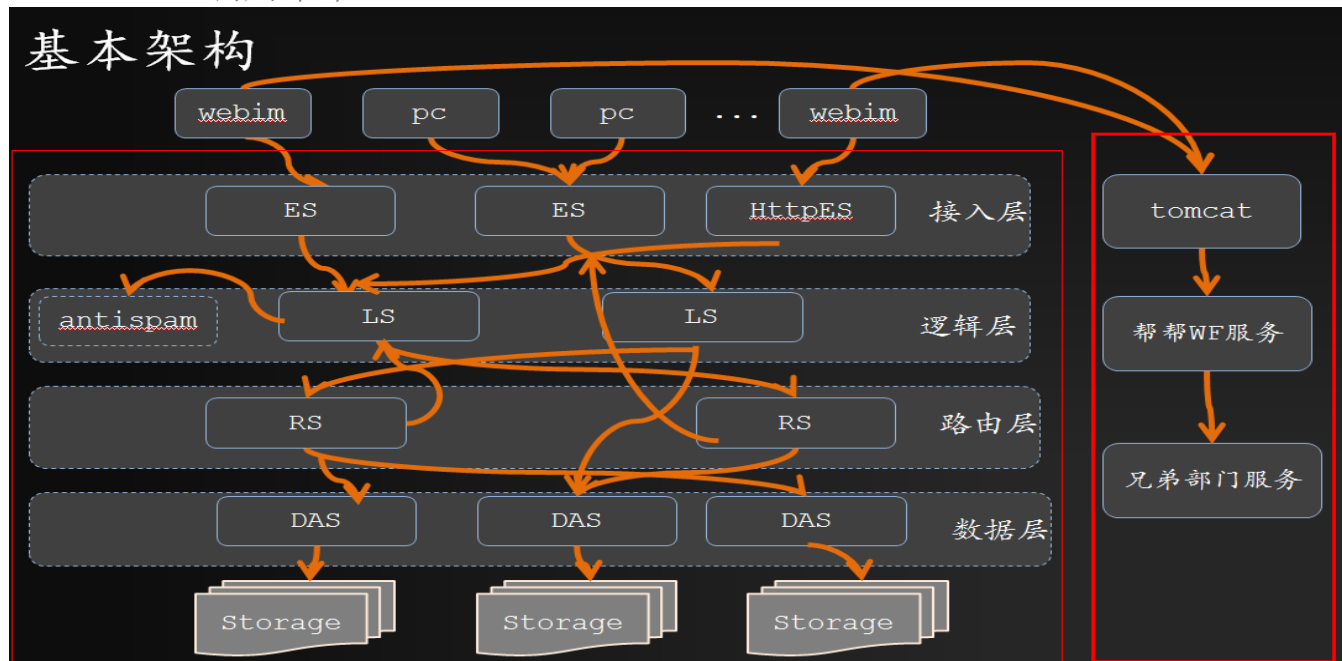 基本架构
webim
pc
pc
...
webim
ES
ES
HttpES
接入层
tomcat
antispam
LS
LS
逻辑层
帮帮WF服务
RS
RS
路由层
兄弟部门服务
DAS
DAS
DAS
数据层
Storage
Storage
Storage